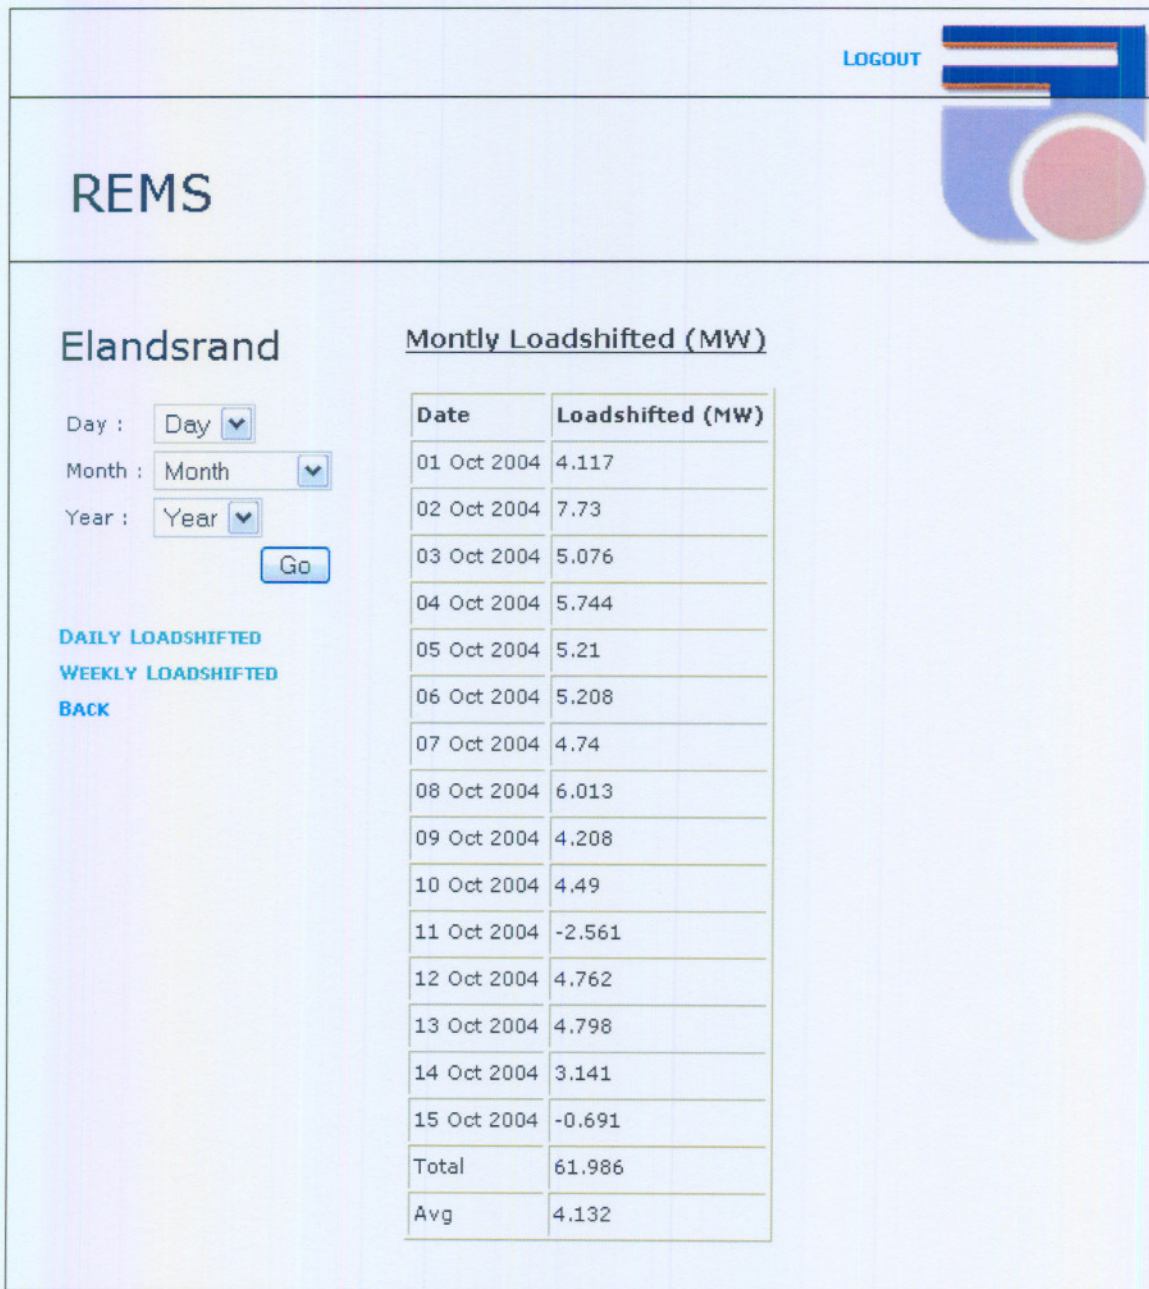 LOGOUT
REMS
Elandsrand
Day : Day
Month : Month
Year : Year
Go
DAILY LOADSHIFTED
WEEKLY LOADSHIFTED
BACK
Montly Loadshifted (MW)
Date Loadshifted (MW)
01 Oct 2004 4.117
02 Oct 2004 7.73
03 Oct 2004 5.076
04 Oct 2004 5.744
05 Oct 2004 5.21
06 Oct 2004 5.208
07 Oct 2004 4.74
08 Oct 2004 6.013
09 Oct 2004 4.208
10 Oct 2004 4.49
11 Oct 2004 -2.561
12 Oct 2004 4.762
13 Oct 2004 4.798
14 Oct 2004 3.141
15 Oct 2004 -0.691
Total 61.986
Avg 4.132